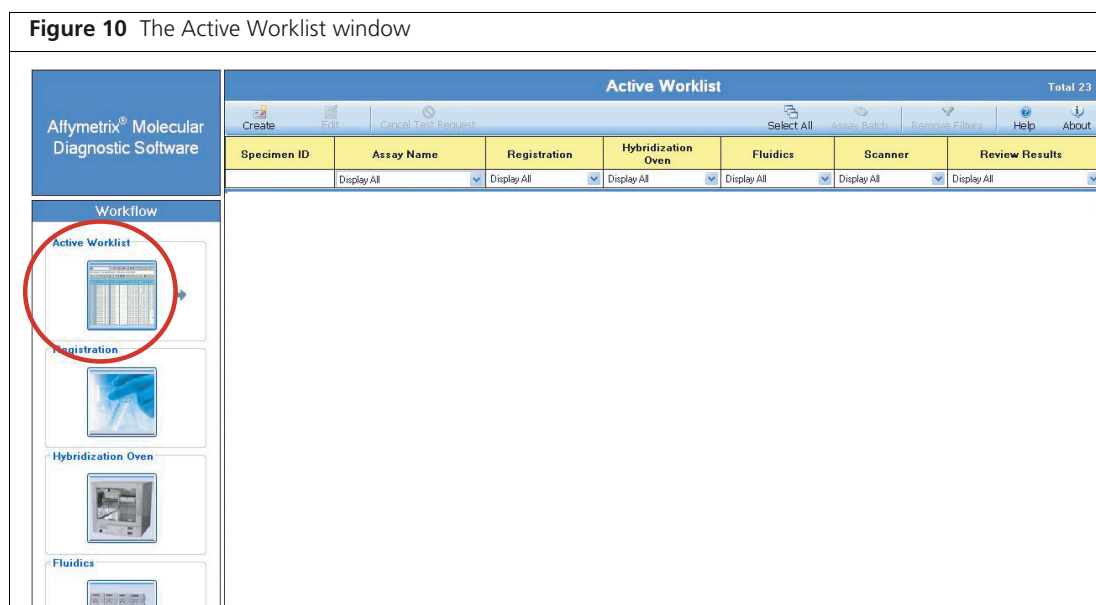 Figure 10 The Active Worklist window
Affymetrix® Molecular
Diagnostic Software
Active Worklist
Total 23
Create
Edit
Cancel Test Request
Select All
Assay Batch
Remove Filters
Help
About
Specimen ID
Assay Name
Registration
Hybridization
Oven
Fluidics
Scanner
Review Results
Display All
Display All
Display All
Display All
Display All
Display All
Workflow
Active Worklist
Registration
Hybridization Oven
Fluidics